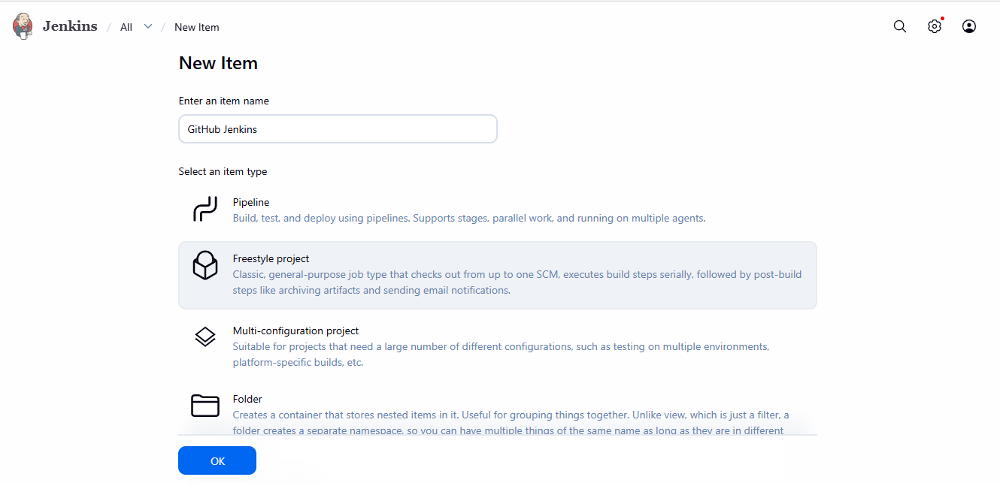 Jenkins / All / New Item
New Item
Enter an item name
GitHub Jenkins
Select an item type
Pipeline
Build, test, and deploy using pipelines. Supports stages, parallel work, and running on multiple agents.
Freestyle project
Classic, general-purpose job type that checks out from up to one SCM, executes build steps serially, followed by post-build
steps like archiving artifacts and sending email notifications.
Multi-configuration project
Suitable for projects that need a large number of different configurations, such as testing on multiple environments,
platform-specific builds, etc.
Folder
Creates a container that stores nested items in it. Useful for grouping things together. Unlike view, which is just a filter, a
folder creates a separate namespace, so you can have multiple things of the same name as long as they are in different
OK